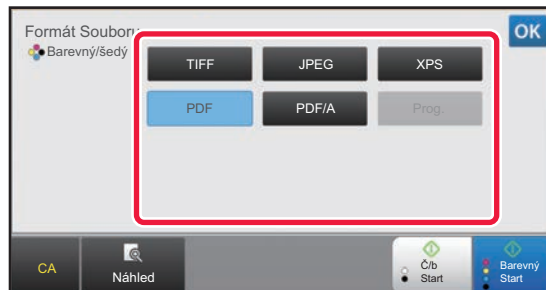 Formát Souboru
OK
Barevný/šedý
TIFF
JPEG
XPS
PDF
PDF/A
Prog.
CA
Náhled
Č/b
Start
Barevný
Start